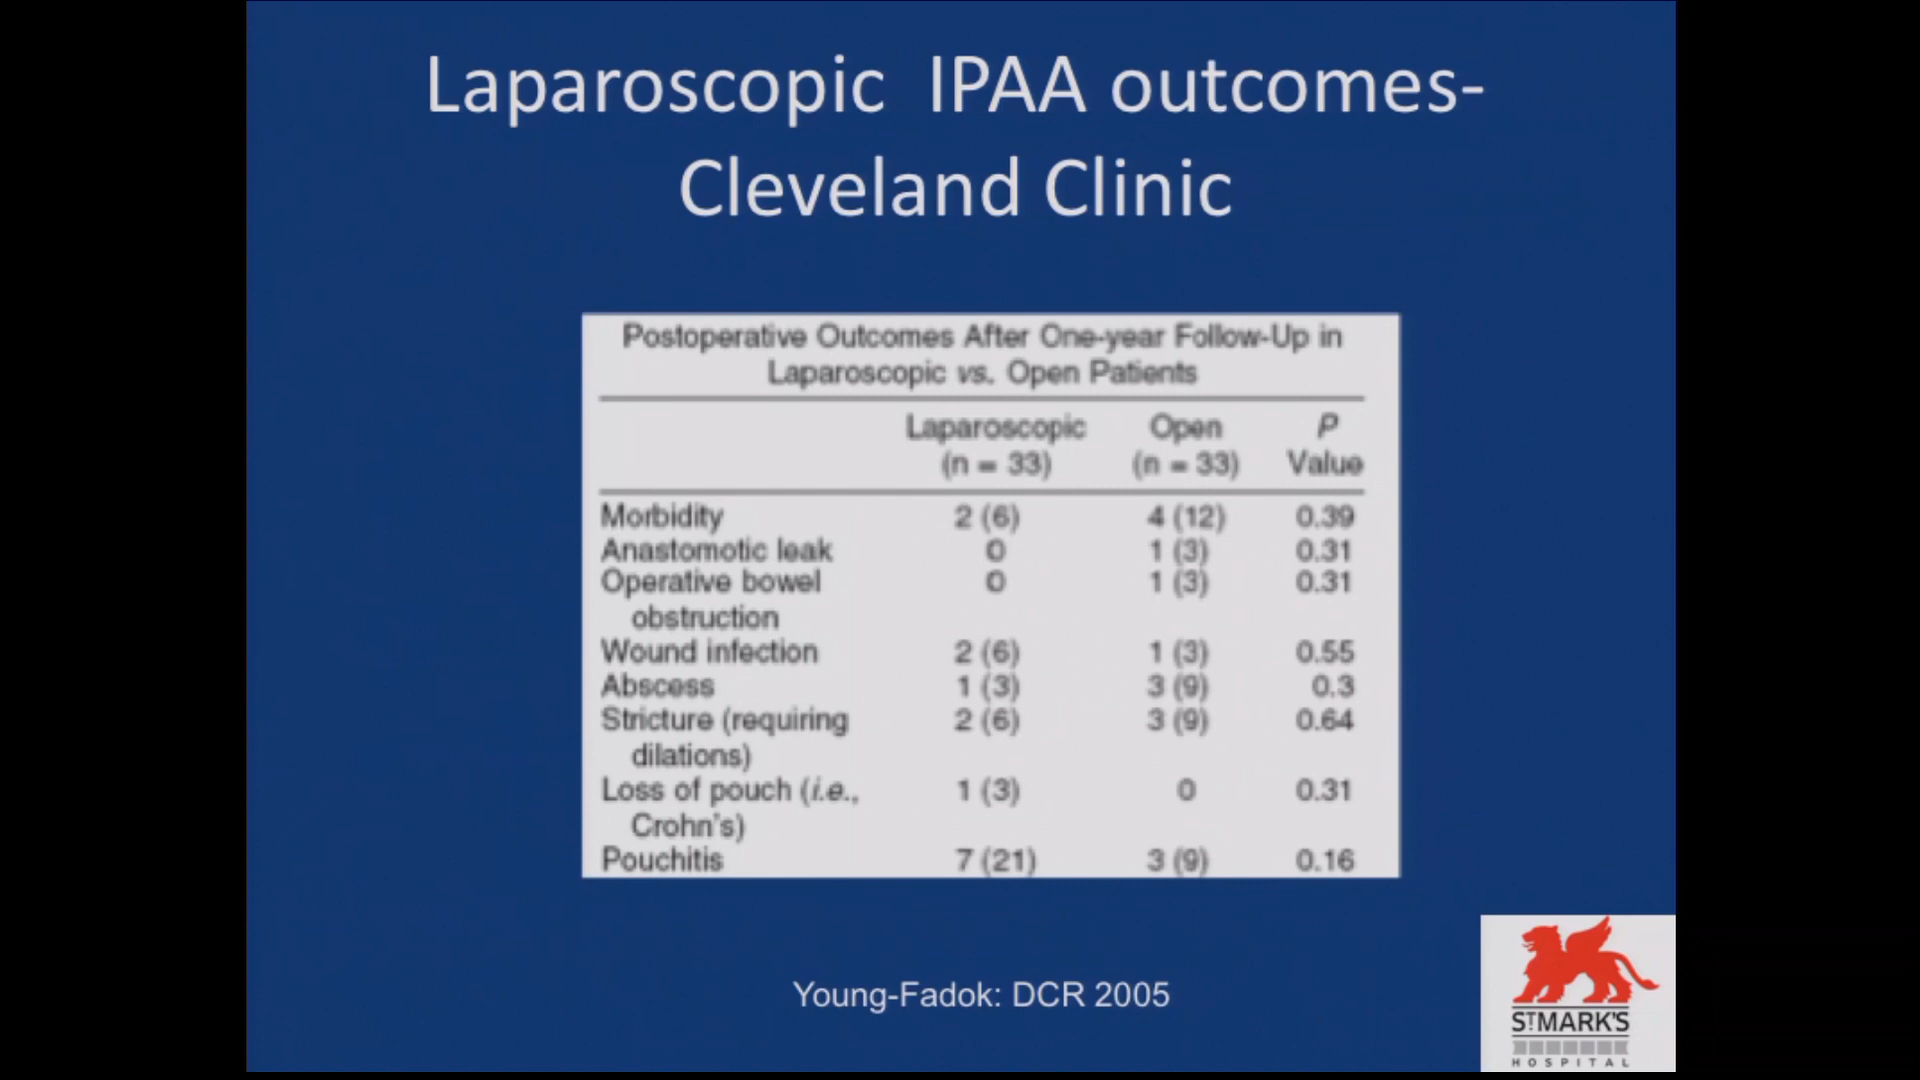 Laparoscopic IPAA outcomes-
Cleveland Clinic
Postoperative Outcomes After One-year Follow-Up in
Laparoscopic vs. Open Patients
Laparoscopic Open P
(n = 33) (n = 33) Value
Morbidity 2 (6) 4 (12) 0.39
Anastomotic leak 0 1 (3) 0.31
Operative bowel 0 1 (3) 0.31
obstruction
Wound infection 2 (6) 1 (3) 0.55
Abscess 1 (3) 3 (9) 0.3
Stricture (requiring 2 (6) 3 (9) 0.64
dilations)
Loss of pouch (i.e., 1 (3) 0 0.31
Crohn's)
Pouchitis 7 (21) 3 (9) 0.16
Young-Fadok: DCR 2005
ST MARK'S
HOSPITAL